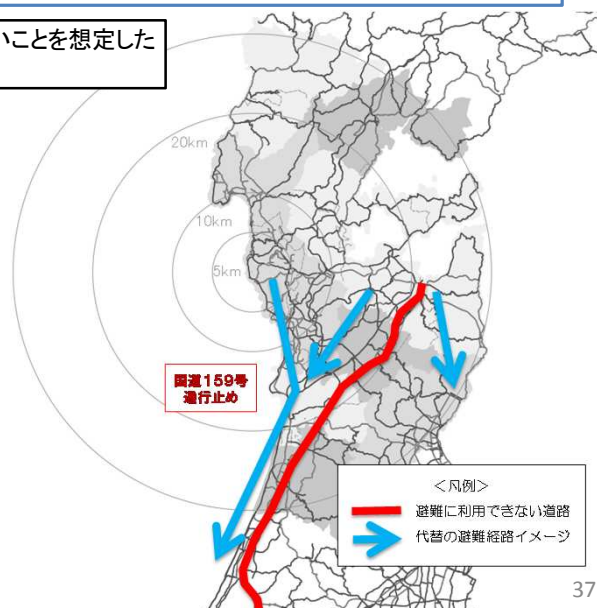 いことを想定した
20km
10km
5km
国道159号
通行止め
＜凡例＞
避難に利用できない道路
代替の避難経路イメージ
37